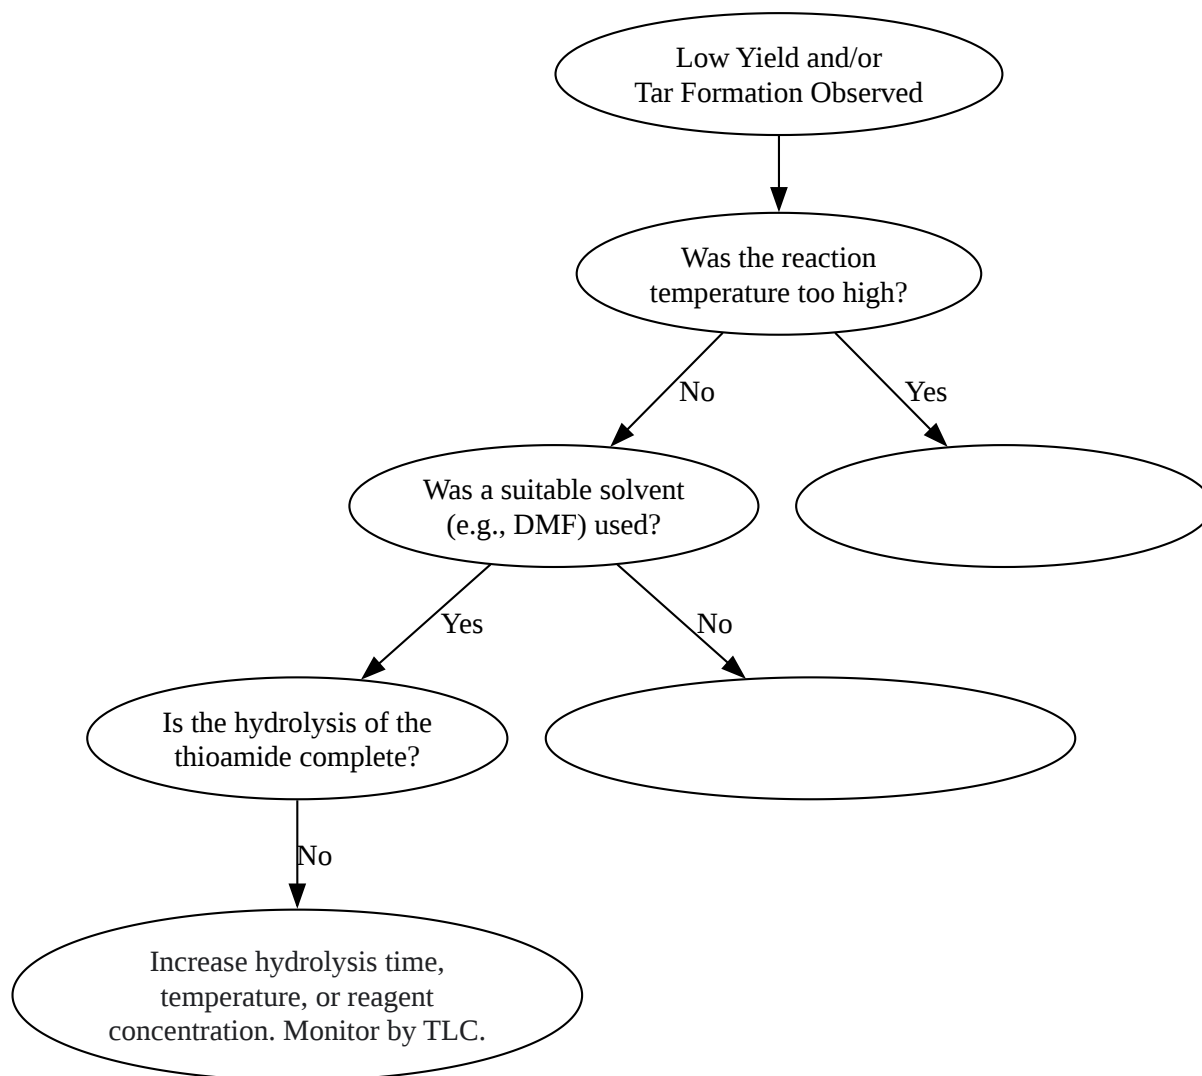 Low Yield and/or
Tar Formation Observed
Was the reaction
temperature too high?
No
Yes
Was a suitable solvent
(e.g., DMF) used?
Yes
No
Is the hydrolysis of the
thioamide complete?
No
Increase hydrolysis time,
temperature, or reagent
concentration. Monitor by TLC.